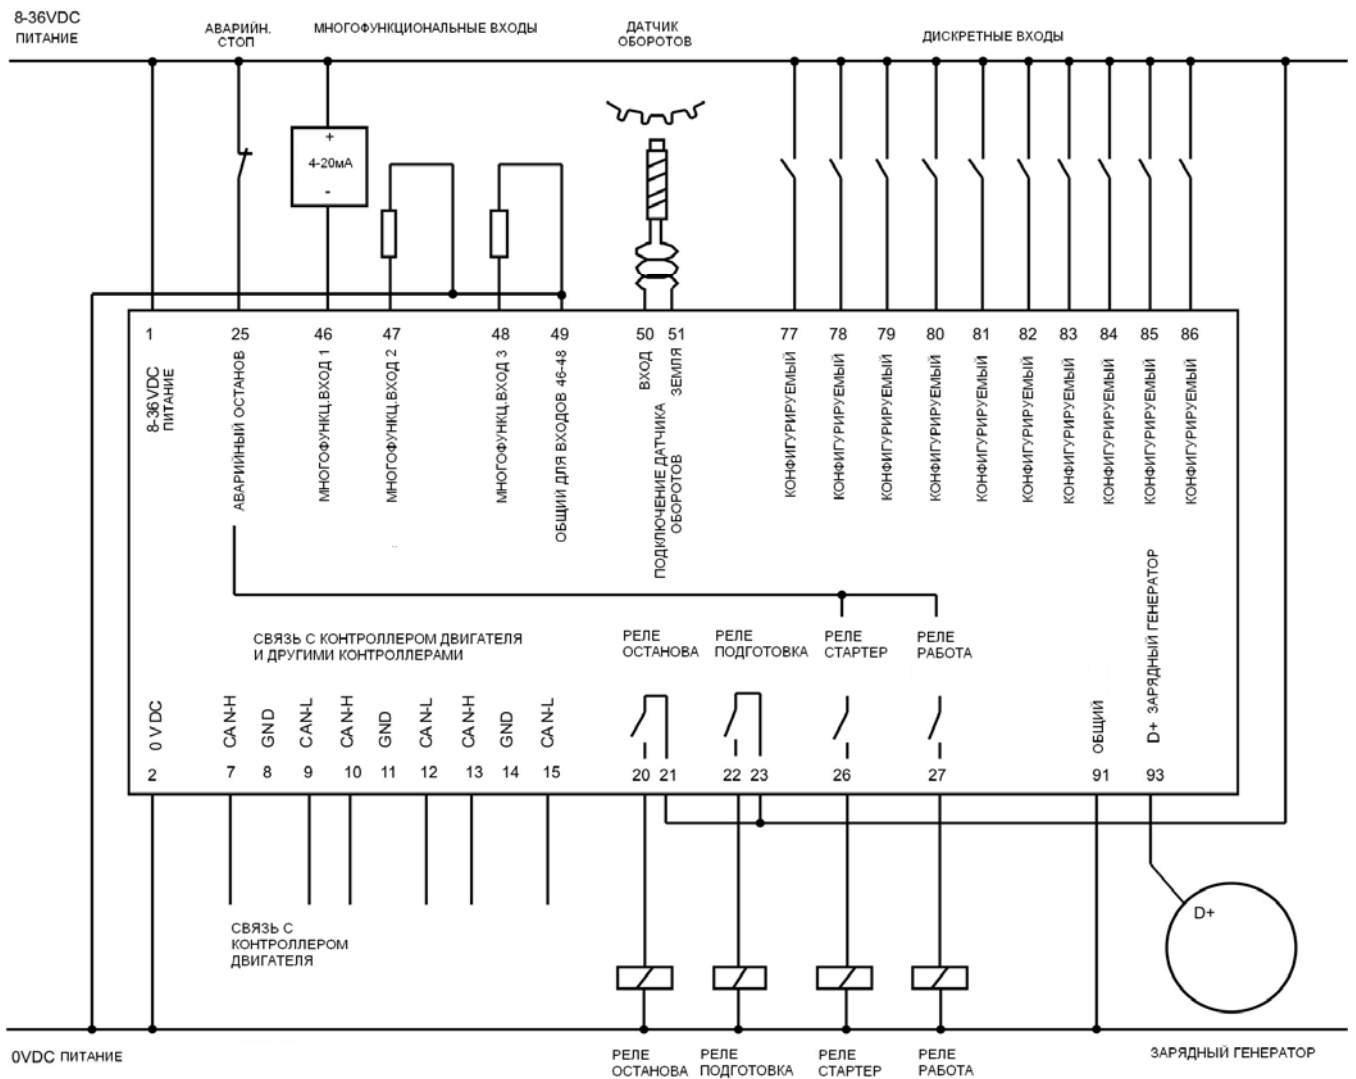 8-36VDC
ПИТАНИЕ
АВАРИЙН.
СТОП
МНОГОФУНКЦИОНАЛЬНЫЕ ВХОДЫ
ДАТЧИК
ОБОРОТОВ
ДИСКРЕТНЫЕ ВХОДЫ
+
4-20мА
-
1 25 46 47 48 49 50 51 77 78 79 80 81 82 83 84 85 86
8-36VDC
ПИТАНИЕ
АВАРИЙНЫЙ ОСТАНОВ
МНОГОФУНКЦ.ВХОД 1
МНОГОФУНКЦ.ВХОД 2
МНОГОФУНКЦ.ВХОД 3
ОБЩИЙ ДЛЯ ВХОДОВ 46-48
ВХОД
ЗЕМЛЯ
ПОДКЛЮЧЕНИЕ ДАТЧИКА
ОБОРОТОВ
КОНФИГУРИРУЕМЫЙ
КОНФИГУРИРУЕМЫЙ
КОНФИГУРИРУЕМЫЙ
КОНФИГУРИРУЕМЫЙ
КОНФИГУРИРУЕМЫЙ
КОНФИГУРИРУЕМЫЙ
КОНФИГУРИРУЕМЫЙ
КОНФИГУРИРУЕМЫЙ
КОНФИГУРИРУЕМЫЙ
КОНФИГУРИРУЕМЫЙ
СВЯЗЬ С КОНТРОЛЛЕРОМ ДВИГАТЕЛЯ
И ДРУГИМИ КОНТРОЛЛЕРАМИ
РЕЛЕ
ОСТАНОВА
РЕЛЕ
ПОДГОТОВКА
РЕЛЕ
СТАРТЕР
РЕЛЕ
РАБОТА
0 VDC
CAN-H
GND
CAN-L
CAN-H
GND
CAN-L
CAN-H
GND
CAN-L
ОБЩИЙ
D+ ЗАРЯДНЫЙ ГЕНЕРАТОР
2 7 8 9 10 11 12 13 14 15 20 21 22 23 26 27 91 93
СВЯЗЬ С
КОНТРОЛЛЕРОМ
ДВИГАТЕЛЯ
D+
0VDC ПИТАНИЕ
РЕЛЕ
ОСТАНОВА
РЕЛЕ
ПОДГОТОВКА
РЕЛЕ
СТАРТЕР
РЕЛЕ
РАБОТА
ЗАРЯДНЫЙ ГЕНЕРАТОР